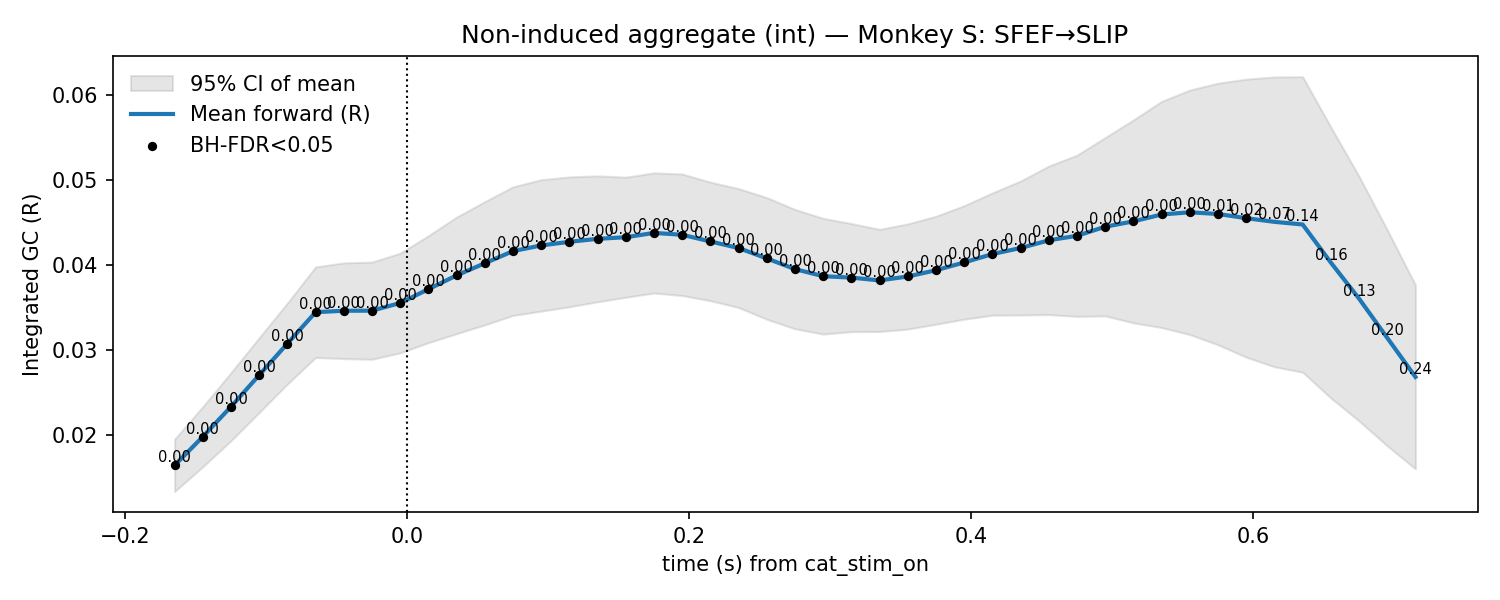 Non-induced aggregate (int) — Monkey S: SFEF→SLIP
Integrated GC (R)
0.06
0.05
0.04
0.03
0.02
95% CI of mean
Mean forward (R)
BH-FDR<0.05
0.00 0.00 0.00 0.00 0.00 0.00 0.00 0.00 0.00 0.00 0.00 0.00 0.00 0.00 0.00 0.00 0.00 0.00 0.00 0.00 0.00 0.00 0.00 0.00 0.00 0.00 0.00 0.00 0.00 0.00 0.00 0.00 0.00 0.00 0.00 0.00 0.00 0.01 0.02 0.07 0.14 0.16 0.13 0.20 0.24
−0.2 0.0 0.2 0.4 0.6
time (s) from cat_stim_on